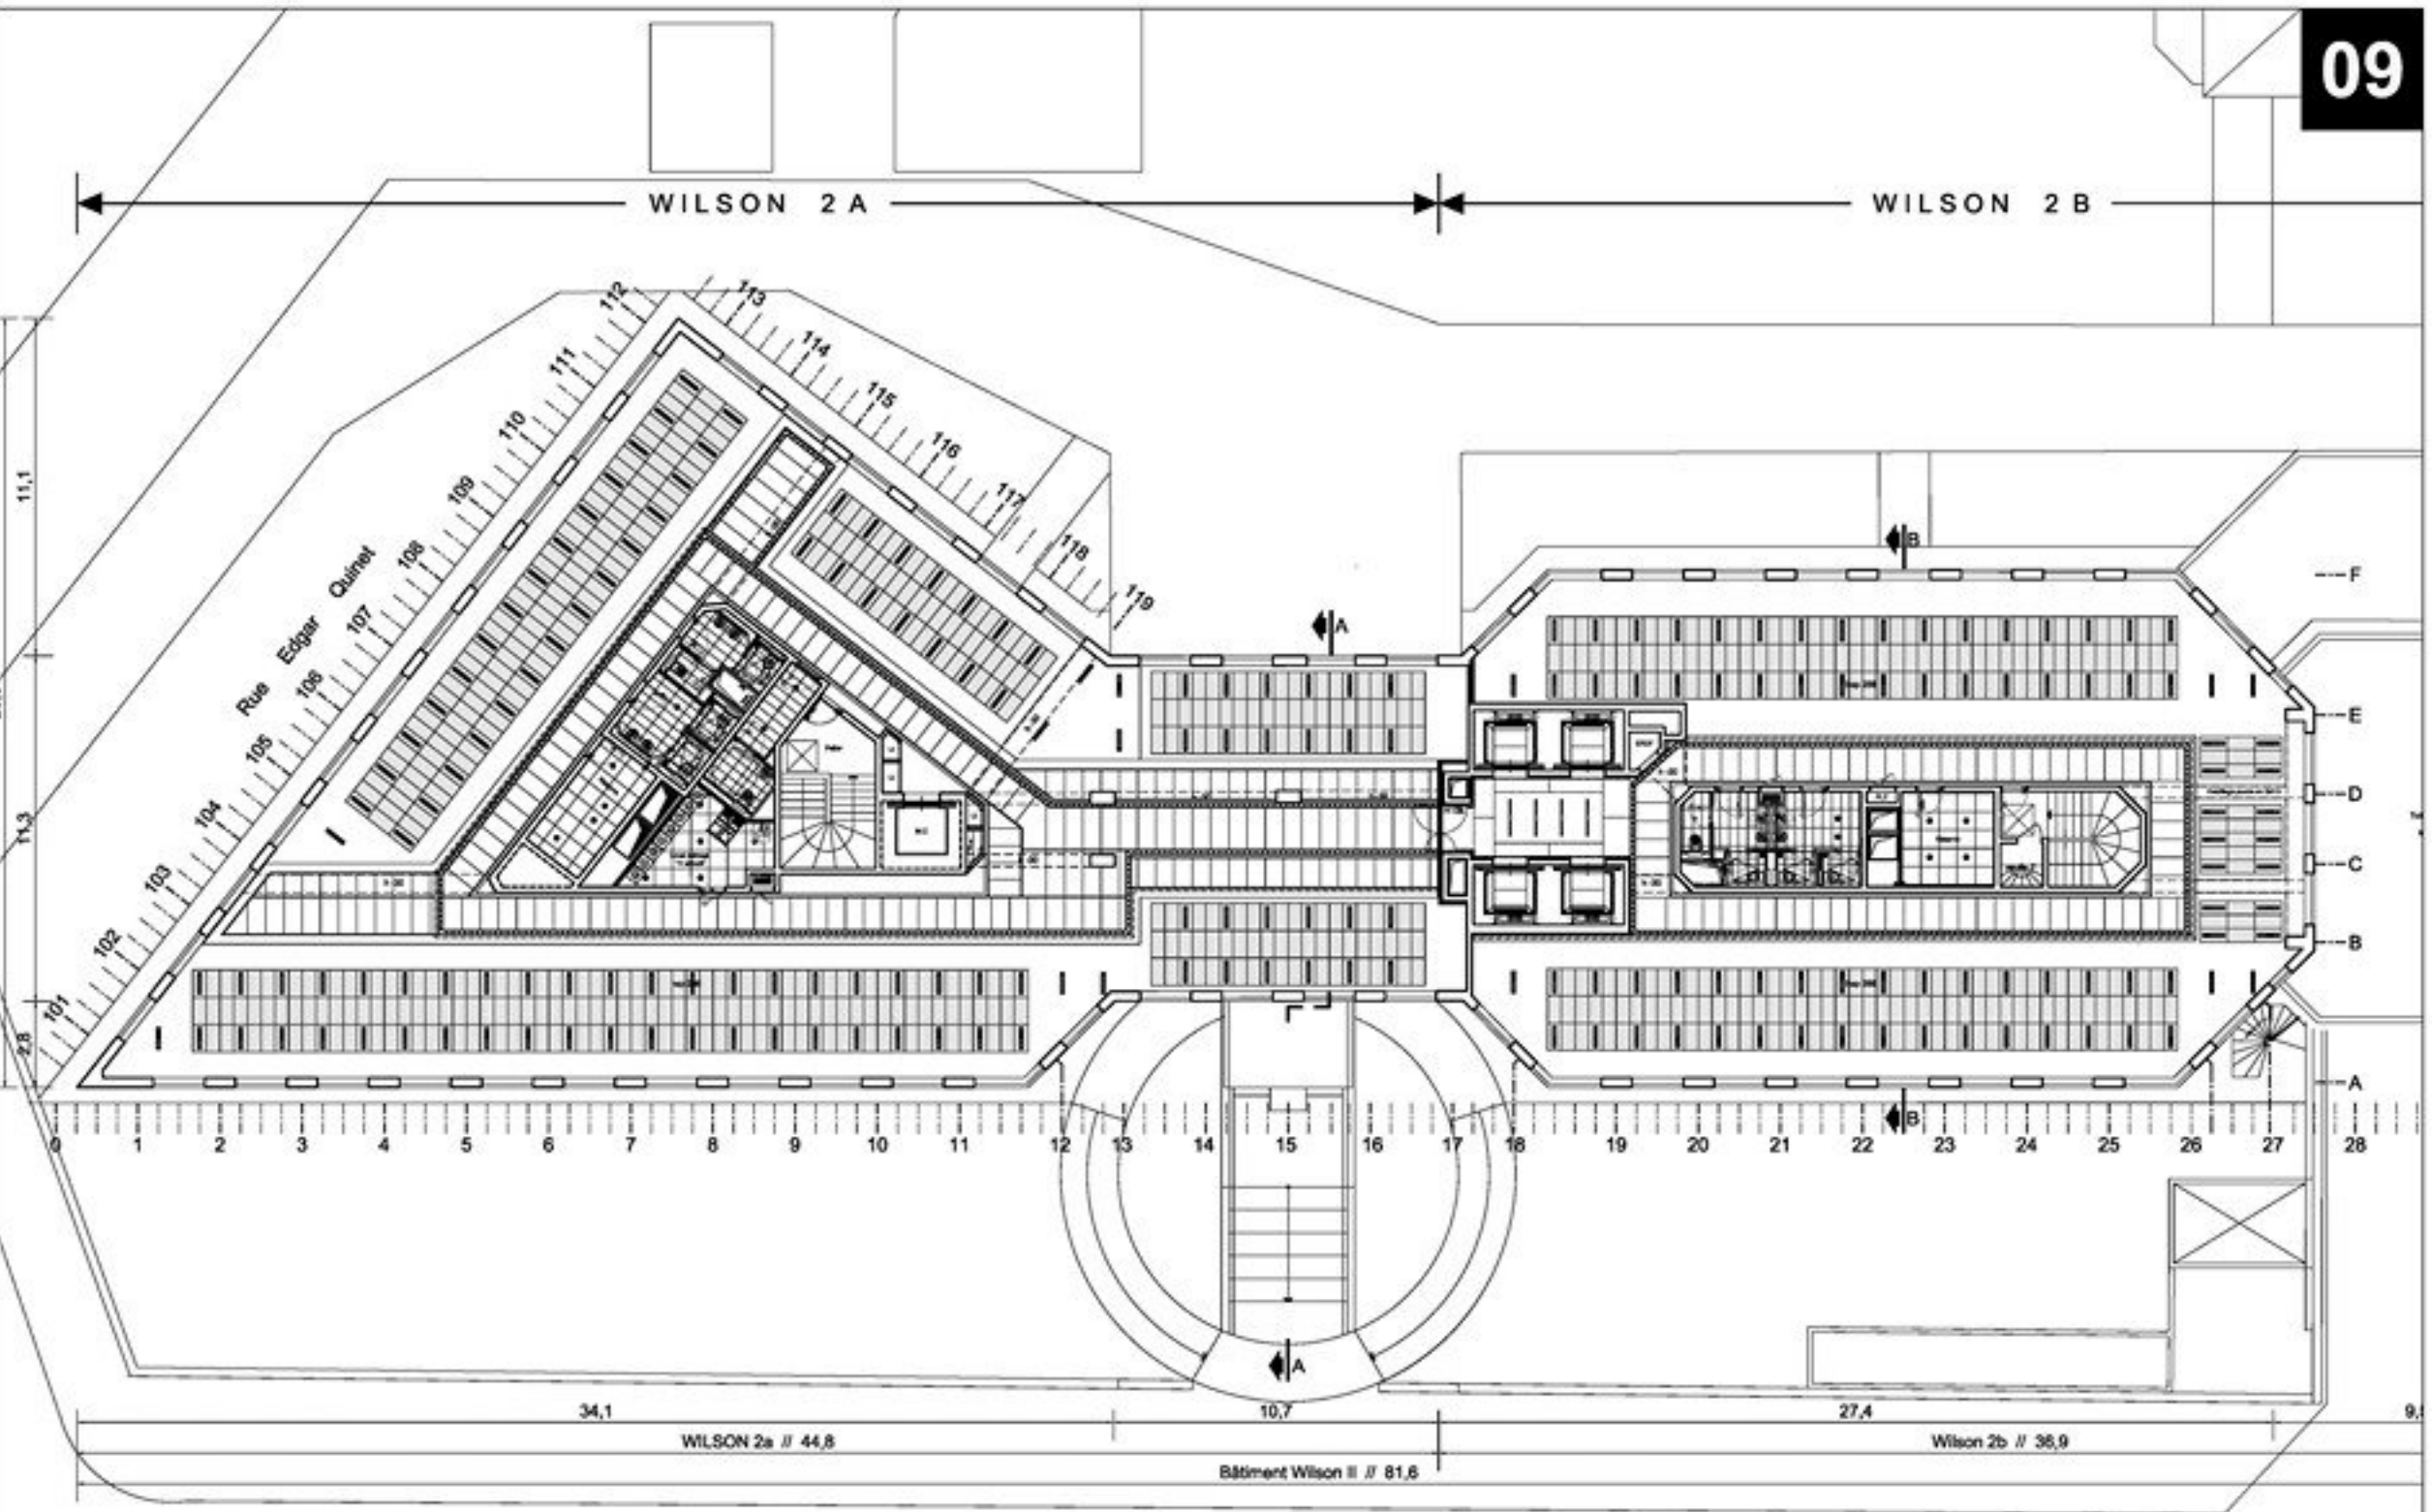 09
WILSON 2 A
WILSON 2 B
112
113
111
114
110
115
109
116
11,1
117
108
118
B
F
Rue Edgar Quinet
107
119
A
106
E
105
D
104
11,3
C
103
102
B
101
2,8
A
B
0 1 2 3 4 5 6 7 8 9 10 11 12 13 14 15 16 17 18 19 20 21 22 23 24 25 26 27 28
A
34,1
10,7
27,4
WILSON 2a // 44,8
Wilson 2b // 36,9
Bâtiment Wilson II // 81,6